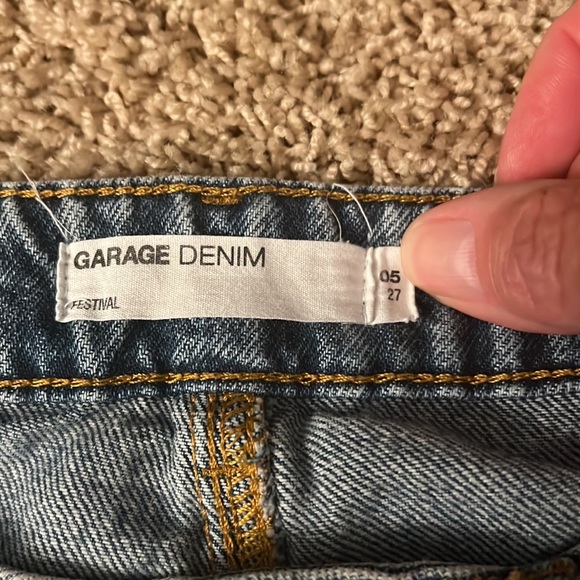 GARAGE DENIM
FESTIVAL
05
27